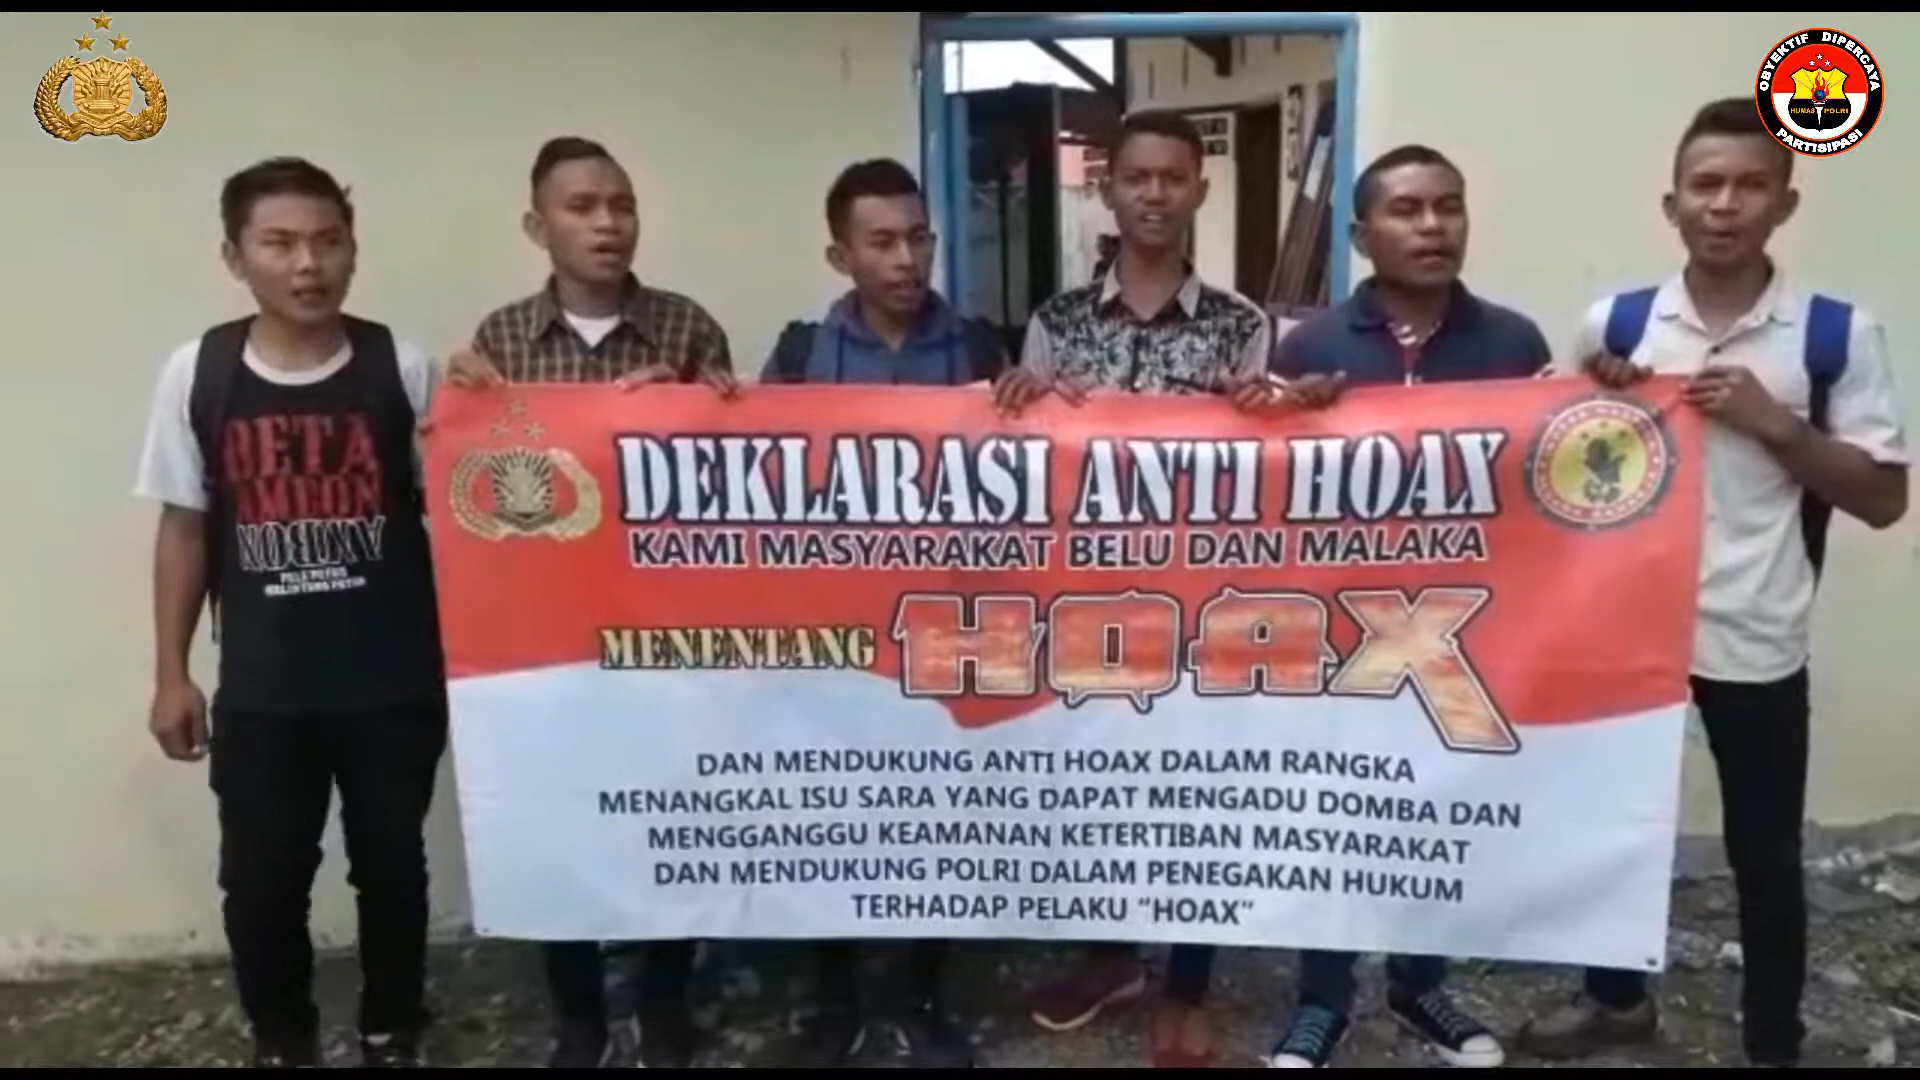 OBYEKTIF DIPERCAYA
HUMAS POLRI
PARTISIPASI
BETA
AMBON
AMBON
DEKLARASI ANTI HOAX
KAMI MASYARAKAT BELU DAN MALAKA
MENENTANG HOAX
DAN MENDUKUNG ANTI HOAX DALAM RANGKA
MENANGKAL ISU SARA YANG DAPAT MENGADU DOMBA DAN
MENGGANGGU KEAMANAN KETERTIBAN MASYARAKAT
DAN MENDUKUNG POLRI DALAM PENEGAKAN HUKUM
TERHADAP PELAKU "HOAX"